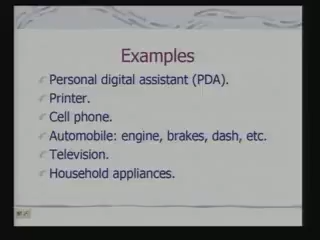 Examples
Personal digital assistant (PDA).
Printer.
Cell phone.
Automobile: engine, brakes, dash, etc.
Television.
Household appliances.